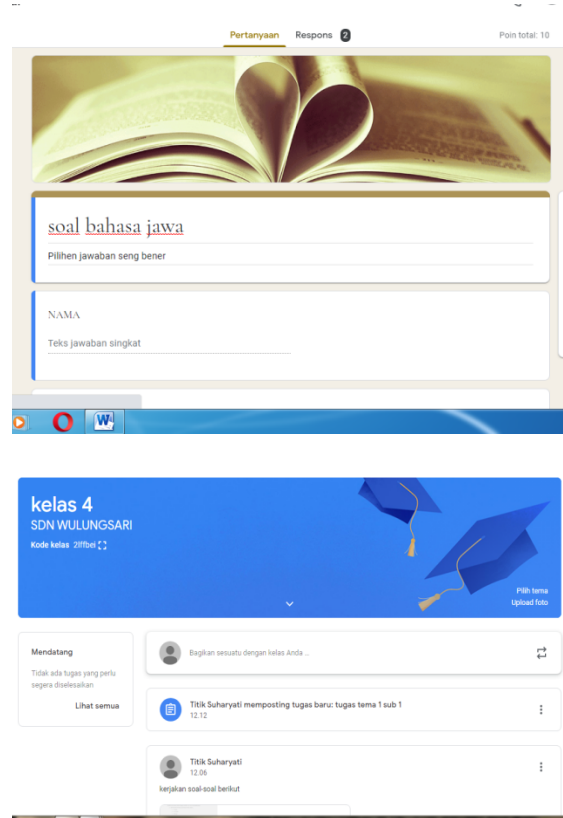 Pertanyaan Respons 2 Poin total: 10
soal bahasa jawa
Pilihen jawaban seng bener
NAMA
Teks jawaban singkat
W
kelas 4
SDN WULUNGSARI
Kode kelas 2lffbei
Pilih tema
Upload foto
Mendatang
Tidak ada tugas yang perlu
segera diselesaikan
Lihat semua
Bagikan sesuatu dengan kelas Anda ...
Titik Suharyati memposting tugas baru: tugas tema 1 sub 1
12.12
Titik Suharyati
12.06
kerjakan soal-soal berikut